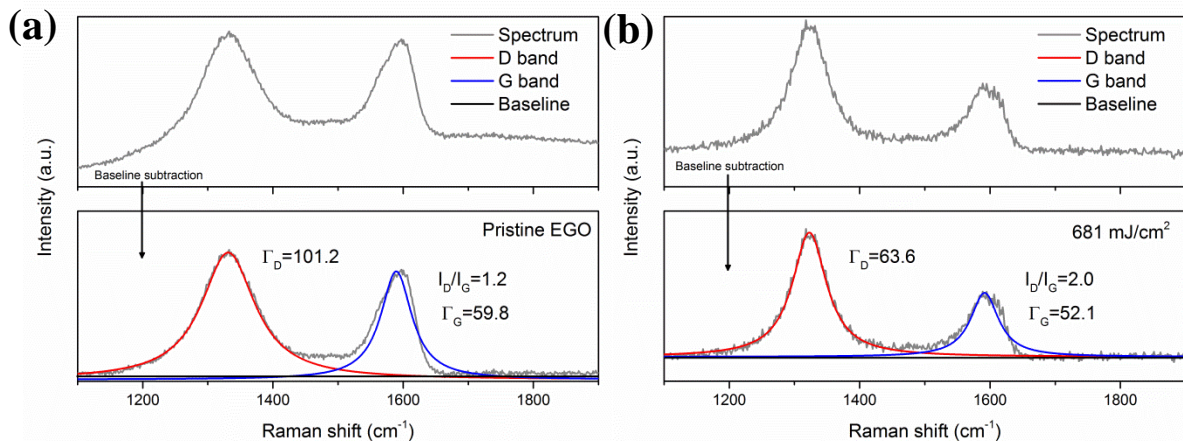 (a)
Spectrum
D band
G band
Baseline
Baseline subtraction
Intensity (a.u.)
Pristine EGO
Γ_D=101.2
I_D/I_G=1.2
Γ_G=59.8
1200 1400 1600 1800
Raman shift (cm⁻¹)
(b)
Spectrum
D band
G band
Baseline
Baseline subtraction
Intensity (a.u.)
681 mJ/cm²
Γ_D=63.6
I_D/I_G=2.0
Γ_G=52.1
1200 1400 1600 1800
Raman shift (cm⁻¹)